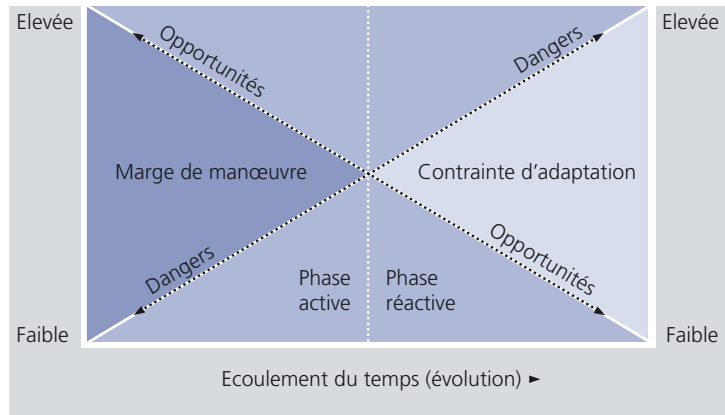 Elevée
Elevée
Opportunités
Dangers
Marge de manœuvre
Contrainte d'adaptation
Dangers
Opportunités
Phase
active
Phase
réactive
Faible
Faible
Ecoulement du temps (évolution) ►